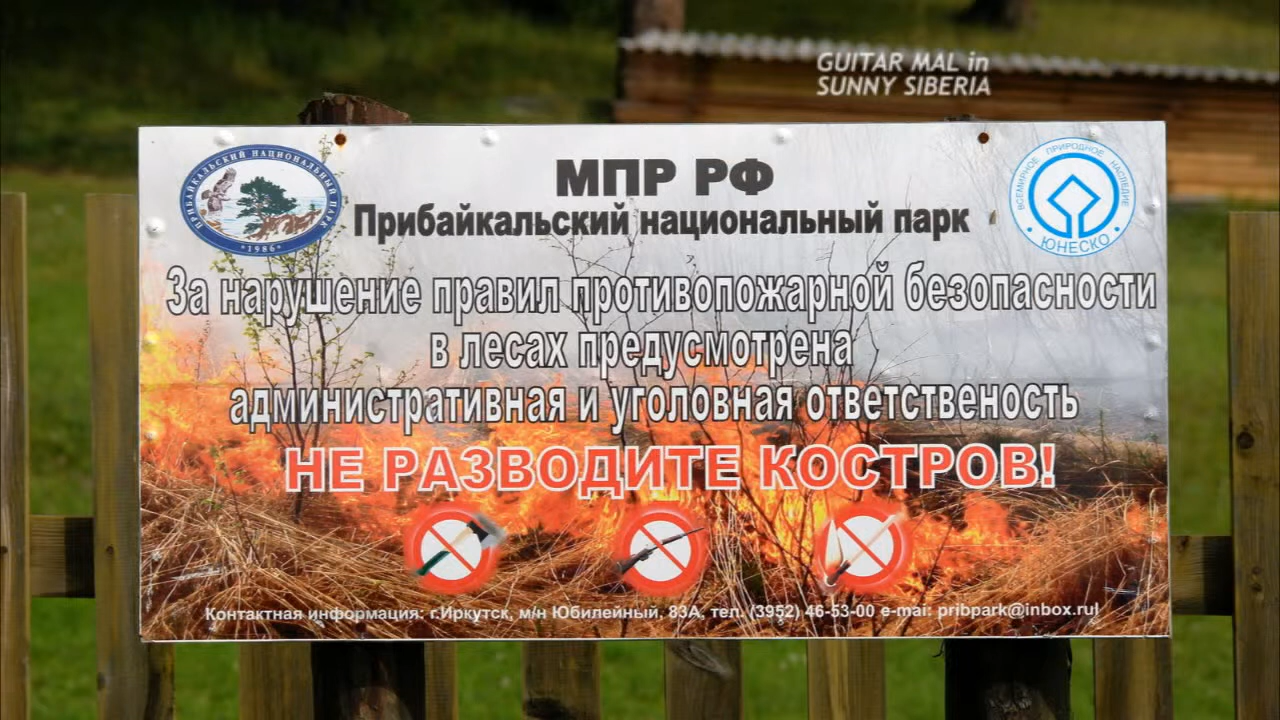 GUITAR MAL in
SUNNY SIBERIA
ПРИБАЙКАЛЬСКИЙ НАЦИОНАЛЬНЫЙ ПАРК
•1986•
МПР РФ
Прибайкальский национальный парк
ВСЕМИРНОЕ ПРИРОДНОЕ НАСЛЕДИЕ
• ЮНЕСКО •
За нарушение правил противопожарной безопасности
в лесах предусмотрена
административная и уголовная ответственость
НЕ РАЗВОДИТЕ КОСТРОВ!
Контактная информация: г.Иркутск, м/н Юбилейный, 83А, тел. (3952) 46-53-00 e-mai: pribpark@inbox.rul